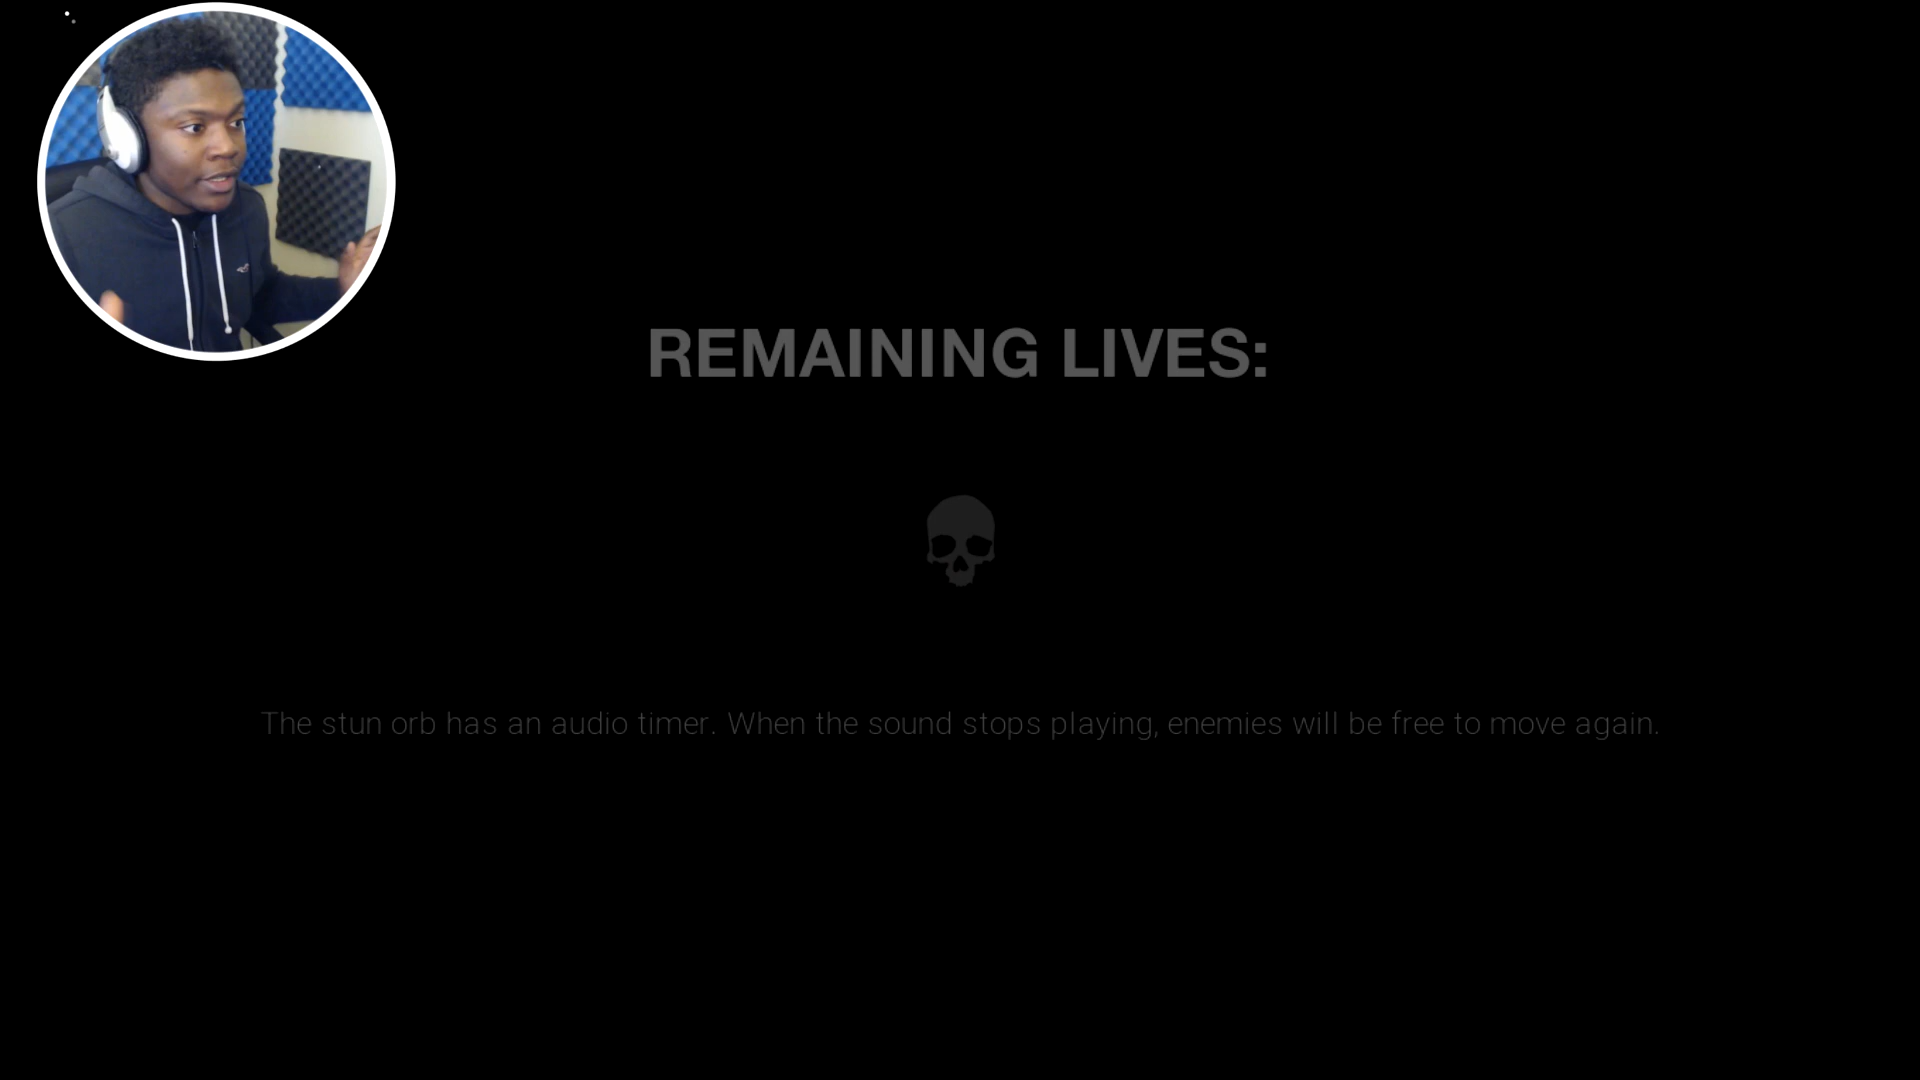 REMAINING LIVES:
The stun orb has an audio timer. When the sound stops playing, enemies will be free to move again.